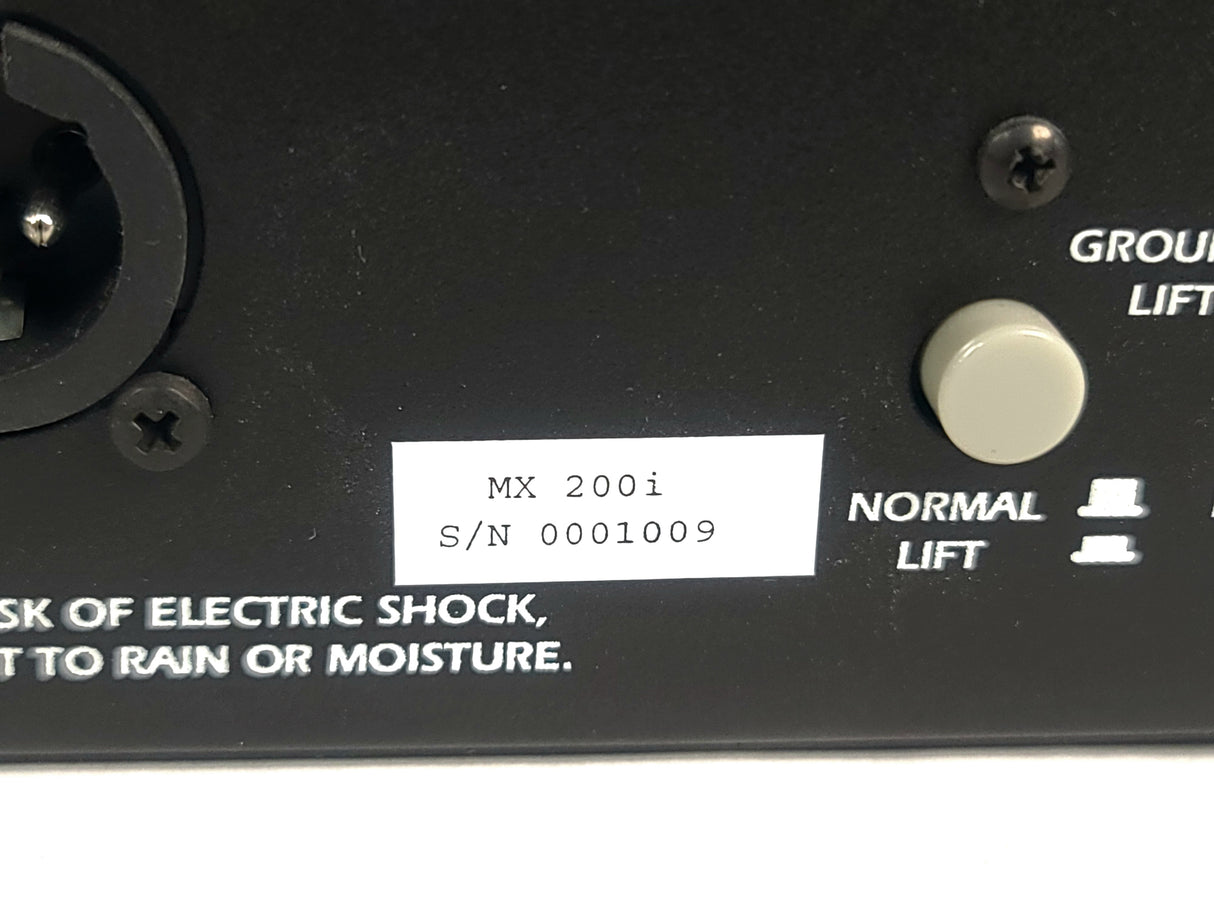 GROU
LIFT
MX 200i
S/N 0001009
NORMAL
LIFT
SK OF ELECTRIC SHOCK,
T TO RAIN OR MOISTURE.